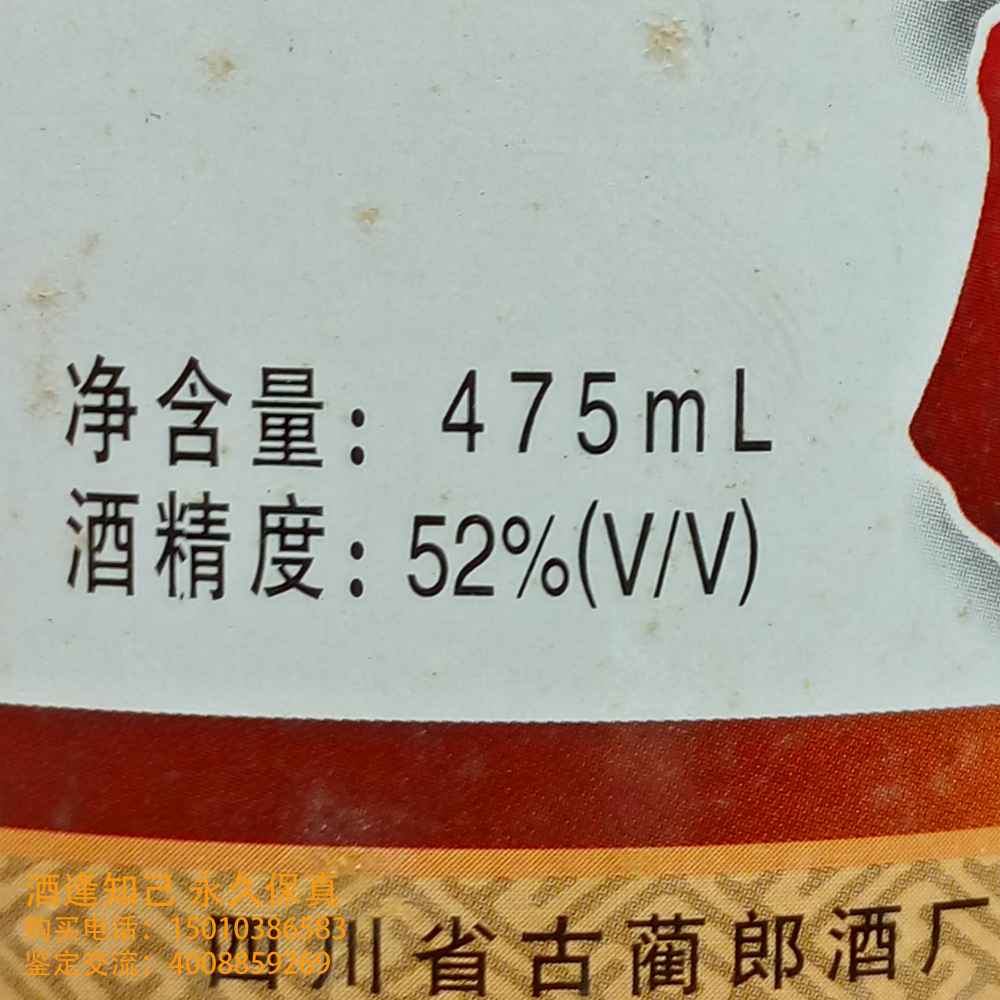 净含量：475mL
酒精度：52%(V/V)
酒逢知己 永久保真
购买电话：15010386583
鉴定交流：4008859269
四川省古蔺郎酒厂